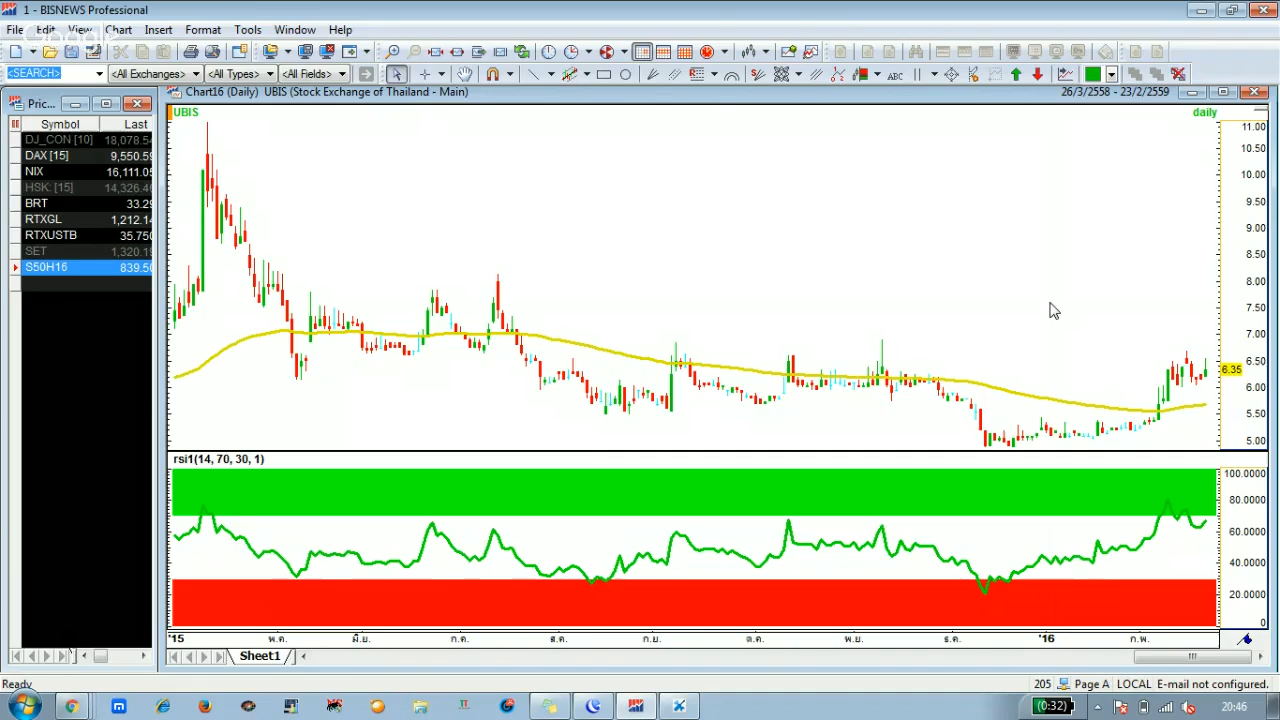 1 - BISNEWS Professional
File Edit View Chart Insert Format Tools Window Help
Google
<SEARCH> <All Exchanges> <All Types> <All Fields>
ABC
Pric... Chart16 (Daily) UBIS (Stock Exchange of Thailand - Main) 26/3/2558 - 23/2/2559
Symbol Last
DJ_CON [10] 18,078.54
DAX [15] 9,550.59
NIX 16,111.05
HSK: [15] 14,326.46
BRT 33.29
RTXGL 1,212.14
RTXUSTB 35.750
SET 1,320.19
S50H16 839.50
UBIS daily
11.00
10.50
10.00
9.50
9.00
8.50
8.00
7.50
7.00
6.50
6.35
6.00
5.50
5.00
rsi1(14, 70, 30, 1)
100.0000
80.0000
60.0000
40.0000
20.0000
0
'15 พ.ค. มิ.ย. ก.ค. ส.ค. ก.ย. ต.ค. พ.ย. ธ.ค. '16 ก.พ.
Sheet1
Ready 205 Page A LOCAL E-mail not configured.
(0:32) 20:46